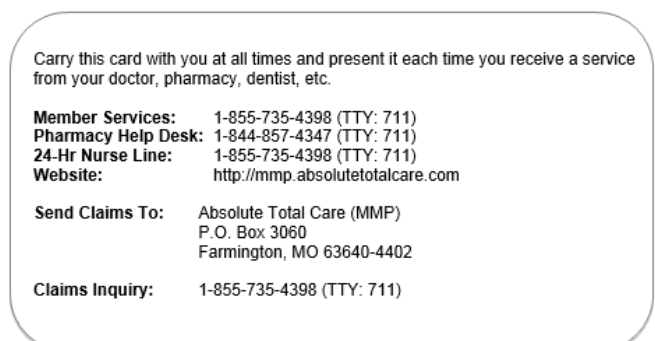 Carry this card with you at all times and present it each time you receive a service
from your doctor, pharmacy, dentist, etc.
Member Services: 1-855-735-4398 (TTY: 711)
Pharmacy Help Desk: 1-844-857-4347 (TTY: 711)
24-Hr Nurse Line: 1-855-735-4398 (TTY: 711)
Website: http://mmp.absolutetotalcare.com
Send Claims To: Absolute Total Care (MMP)
P.O. Box 3060
Farmington, MO 63640-4402
Claims Inquiry: 1-855-735-4398 (TTY: 711)